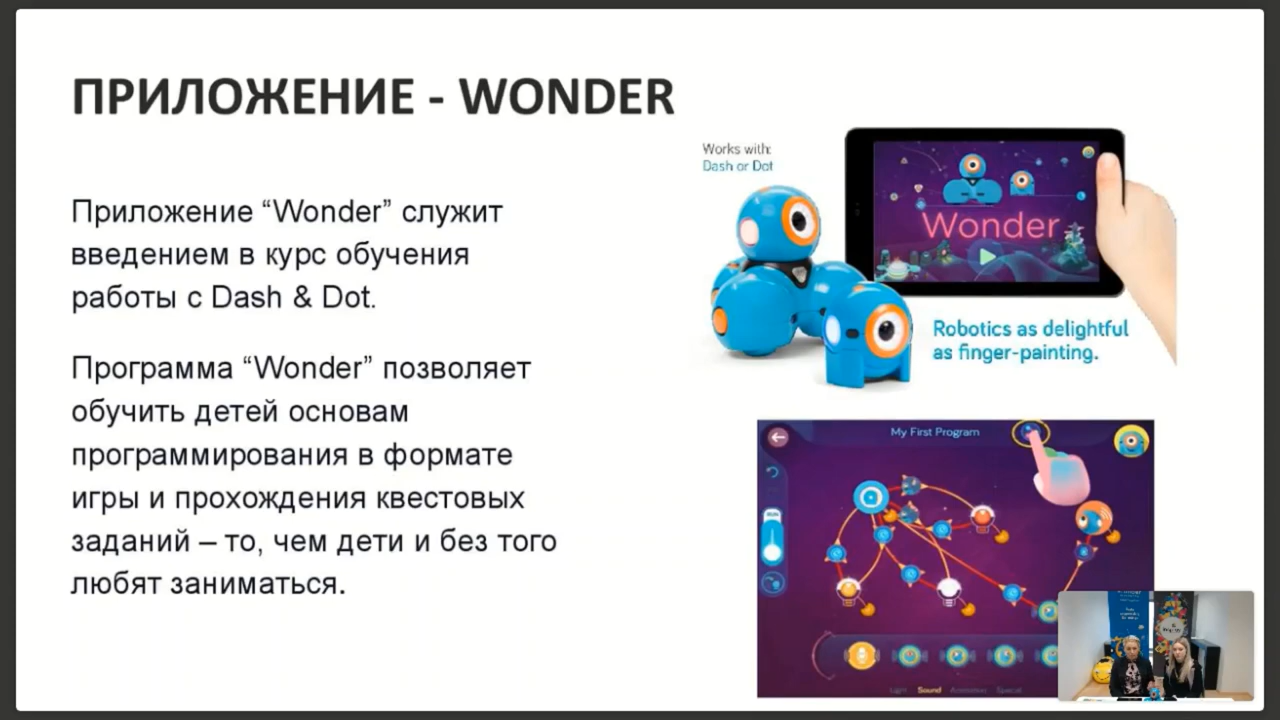 ПРИЛОЖЕНИЕ - WONDER
Приложение “Wonder” служит
введением в курс обучения
работы с Dash & Dot.
Программа “Wonder” позволяет
обучить детей основам
программирования в формате
игры и прохождения квестовых
заданий – то, чем дети и без того
любят заниматься.
Works with:
Dash or Dot
Wonder
Robotics as delightful
as finger-painting.
My First Program
Light Sound Animation Special